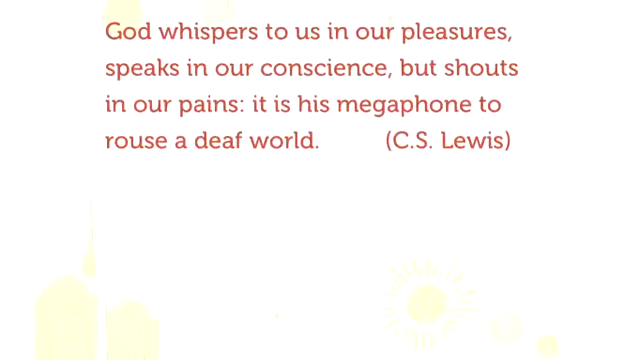 God whispers to us in our pleasures,
speaks in our conscience, but shouts
in our pains: it is his megaphone to
rouse a deaf world. (C.S. Lewis)